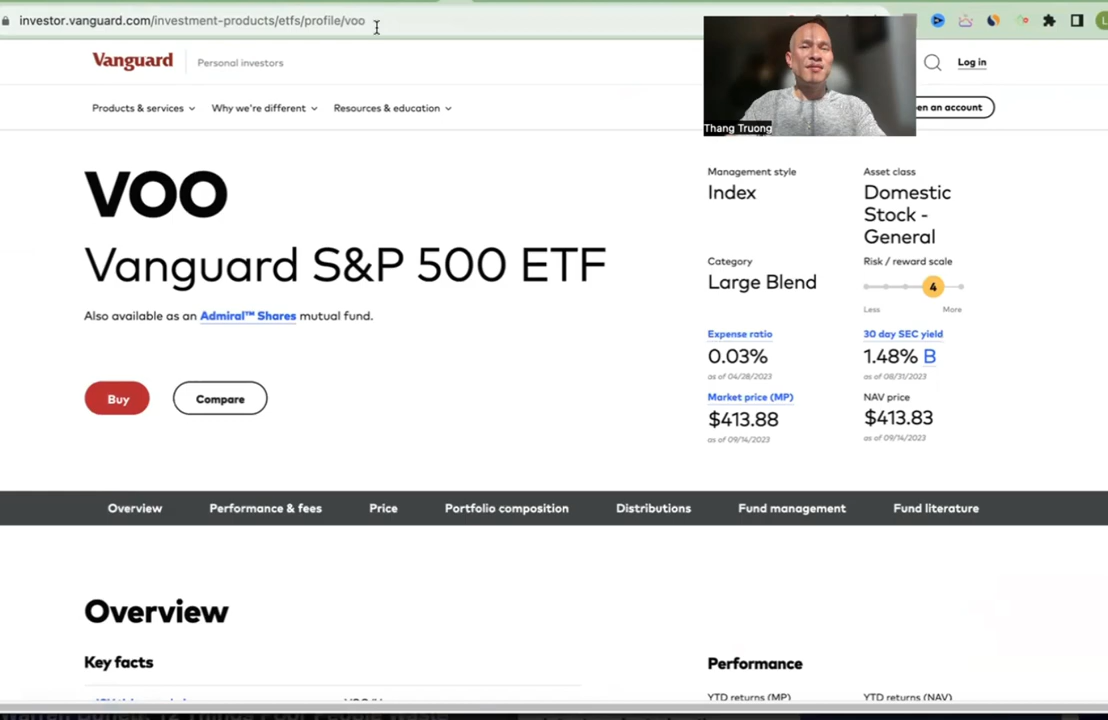 investor.vanguard.com/investment-products/etfs/profile/voo
Vanguard
Personal investors
Log in
Products & services
Why we're different
Resources & education
en an account
Thang Truong
VOO
Vanguard S&P 500 ETF
Also available as an Admiral™ Shares mutual fund.
Buy
Compare
Management style
Index
Asset class
Domestic
Stock -
General
Category
Large Blend
Risk / reward scale
4
Less
More
Expense ratio
0.03%
as of 04/28/2023
30 day SEC yield
1.48% B
as of 08/31/2023
Market price (MP)
$413.88
as of 09/14/2023
NAV price
$413.83
as of 09/14/2023
Overview
Performance & fees
Price
Portfolio composition
Distributions
Fund management
Fund literature
Overview
Key facts
Performance
YTD returns (MP)
YTD returns (NAV)